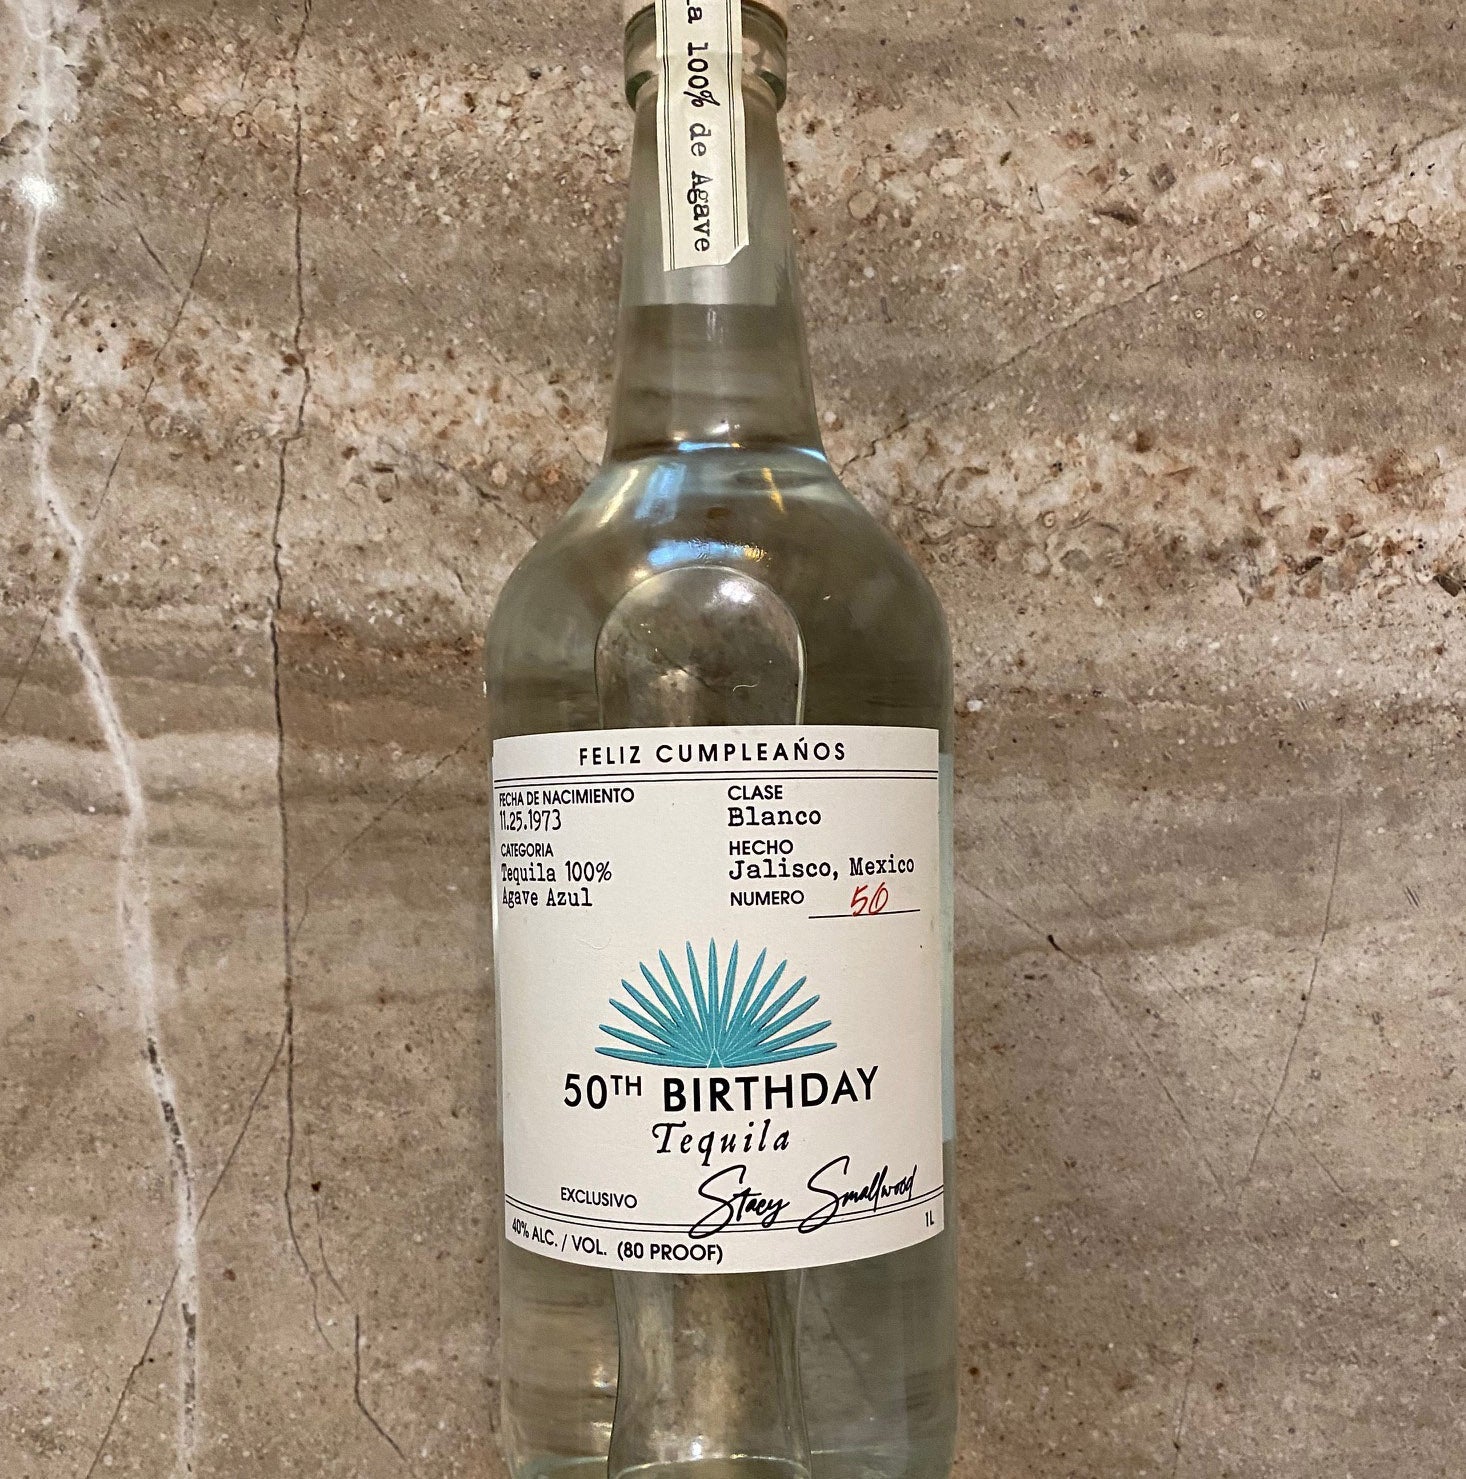 100% de Agave
FELIZ CUMPLEAŃOS
FECHA DE NACIMIENTO
11.25.1973
CATEGORIA
Tequila 100%
Agave Azul
CLASE
Blanco
HECHO
Jalisco, Mexico
NUMERO 50
50TH BIRTHDAY
Tequila
EXCLUSIVO Stacy Smallwood
40% ALC. / VOL. (80 PROOF) 1L